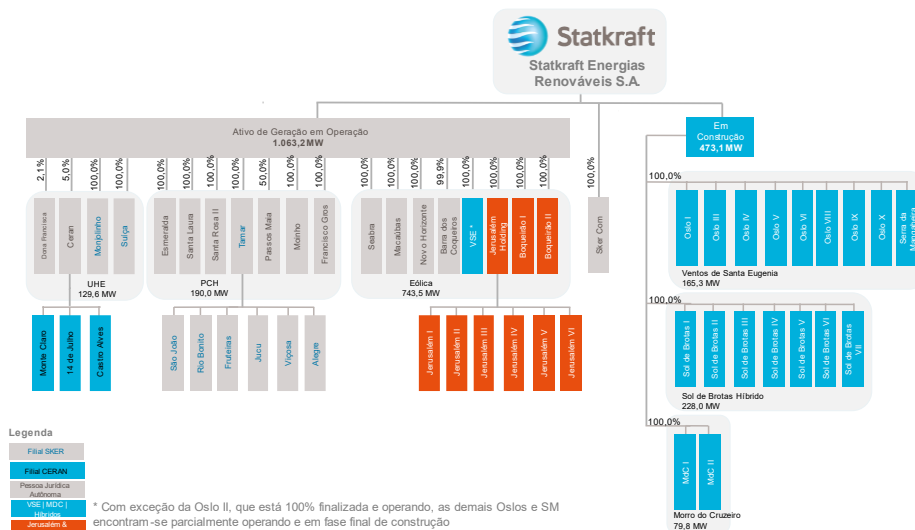 Statkraft
Statkraft Energias
Renováveis S.A.
Ativo de Geração em Operação
1.063,2MW
Em
Construção
473,1MW
2,1%
5,0%
100,0%
100,0%
100,0%
100,0%
100,0%
100,0%
50,0%
100,0%
100,0%
100,0%
100,0%
100,0%
99,9%
100,0%
100,0%
100,0%
100,0%
100,0%
Dona Francisca
Ceran
Monjolinho
Suíça
UHE
129,6 MW
Esmeralda
Santa Laura
Santa Rosa II
Tamar
Passos Maia
Moinho
Francisco Gros
PCH
190,0 MW
Seabra
Macaúbas
Novo Horizonte
Barra dos
Coqueiros
VSE *
Jerusalém
Holding
Boqueirão I
Boqueirão II
Eólica
743,5 MW
Sker Com
Monte Claro
14 de Julho
Castro Alves
São João
Rio Bonito
Fruteiras
Jucu
Viçosa
Alegre
Jerusalém I
Jerusalém II
Jerusalém III
Jerusalém IV
Jerusalém V
Jerusalém VI
100,0%
Oslo I
Oslo III
Oslo IV
Oslo V
Oslo VI
Oslo VIII
Oslo IX
Oslo X
Serra da
Mangabeira
Ventos de Santa Eugenia
165,3 MW
100,0%
Sol de Brotas I
Sol de Brotas II
Sol de Brotas III
Sol de Brotas IV
Sol de Brotas V
Sol de Brotas VI
Sol de Brotas
VII
Sol de Brotas Híbrido
228,0 MW
100,0%
MdC I
MdC II
Morro do Cruzeiro
79,8 MW
Legenda
Filial SKER
Filial CERAN
Pessoa Jurídica
Autônoma
VSE | MDC |
Híbridos
Jerusalém &
* Com exceção da Oslo II, que está 100% finalizada e operando, as demais Oslos e SM
encontram-se parcialmente operando e em fase final de construção